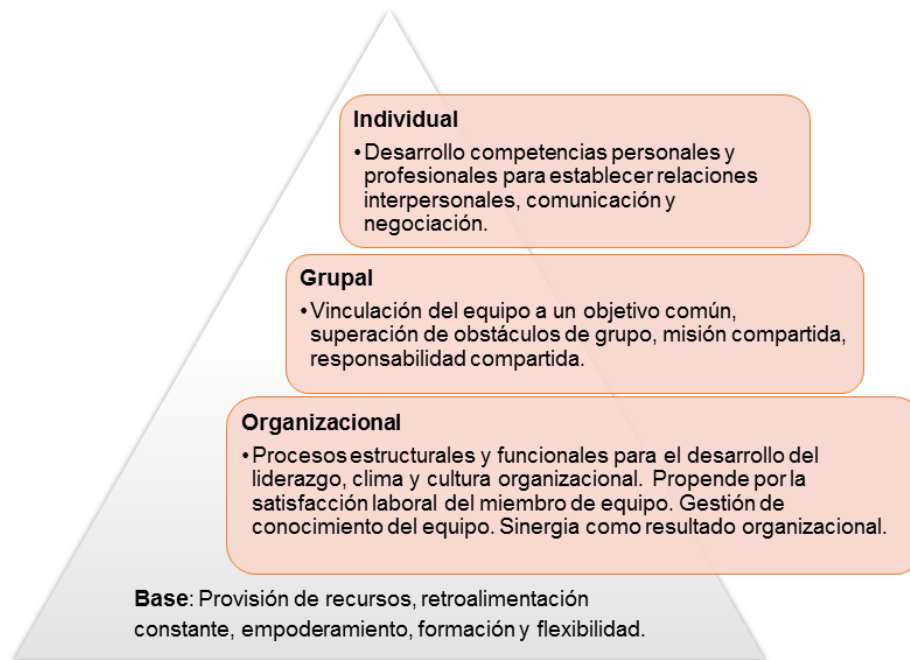 Individual
•Desarrollo competencias personales y
profesionales para establecer relaciones
interpersonales, comunicación y
negociación.
Grupal
•Vinculación del equipo a un objetivo común,
superación de obstáculos de grupo, misión compartida,
responsabilidad compartida.
Organizacional
•Procesos estructurales y funcionales para el desarrollo del
liderazgo, clima y cultura organizacional. Propende por la
satisfacción laboral del miembro de equipo. Gestión de
conocimiento del equipo. Sinergia como resultado organizacional.
Base: Provisión de recursos, retroalimentación
constante, empoderamiento, formación y flexibilidad.